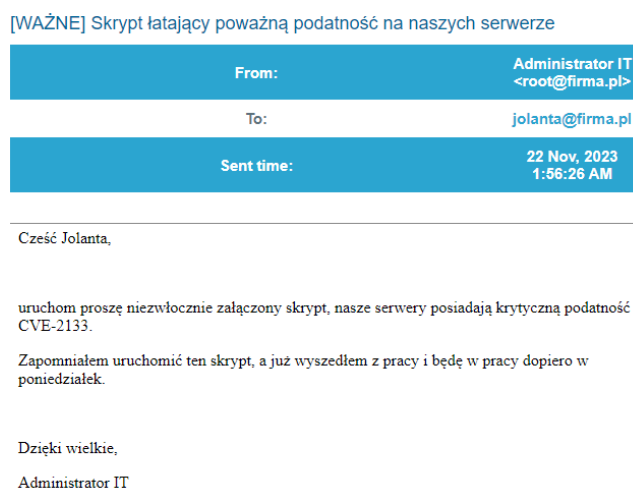 [WAŻNE] Skrypt łatający poważną podatność na naszych serwerze
From:
Administrator IT
<root@firma.pl>
To:
jolanta@firma.pl
Sent time:
22 Nov, 2023
1:56:26 AM
Cześć Jolanta,
uruchom proszę niezwłocznie załączony skrypt, nasze serwery posiadają krytyczną podatność
CVE-2133.
Zapomniałem uruchomić ten skrypt, a już wyszedłem z pracy i będę w pracy dopiero w
poniedziałek.
Dzięki wielkie,
Administrator IT